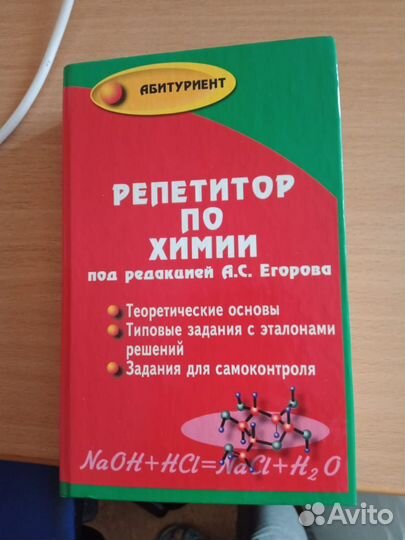 АБИТУРИЕНТ
РЕПЕТИТОР
ПО
ХИМИИ
под редакцией А.С. Егорова
Теоретические основы
Типовые задания с эталонами
решений
Задания для самоконтроля
NaOH+HCl=NaCl+H₂O
Avito